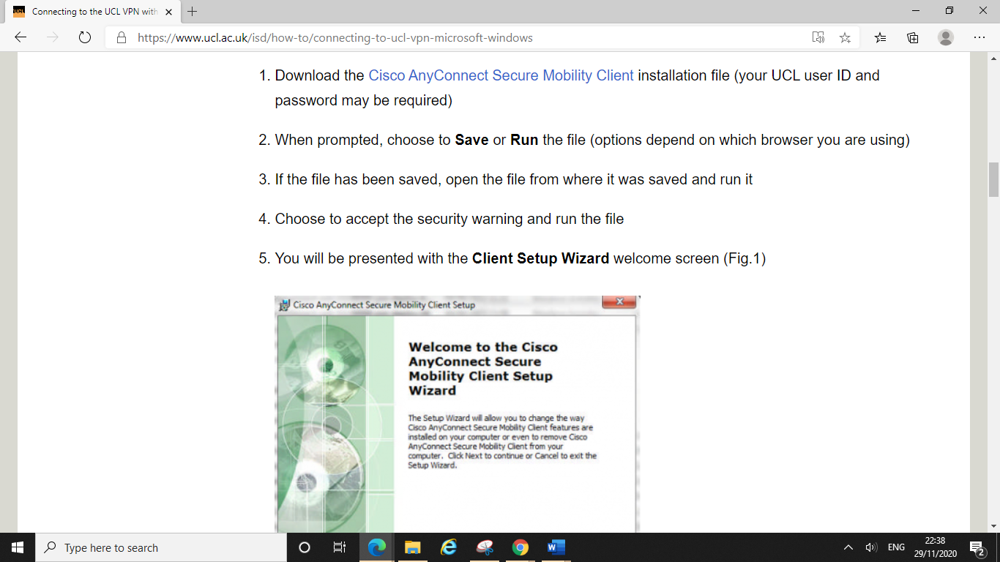 UCL Connecting to the UCL VPN with
https://www.ucl.ac.uk/isd/how-to/connecting-to-ucl-vpn-microsoft-windows
1. Download the Cisco AnyConnect Secure Mobility Client installation file (your UCL user ID and
password may be required)
2. When prompted, choose to Save or Run the file (options depend on which browser you are using)
3. If the file has been saved, open the file from where it was saved and run it
4. Choose to accept the security warning and run the file
5. You will be presented with the Client Setup Wizard welcome screen (Fig.1)
Cisco AnyConnect Secure Mobility Client Setup
Welcome to the Cisco
AnyConnect Secure
Mobility Client Setup
Wizard
The Setup Wizard will allow you to change the way
Cisco AnyConnect Secure Mobility Client features are
installed on your computer or even to remove Cisco
AnyConnect Secure Mobility Client from your
computer. Click Next to continue or Cancel to exit the
Setup Wizard.
Type here to search
ENG
22:38
29/11/2020
2